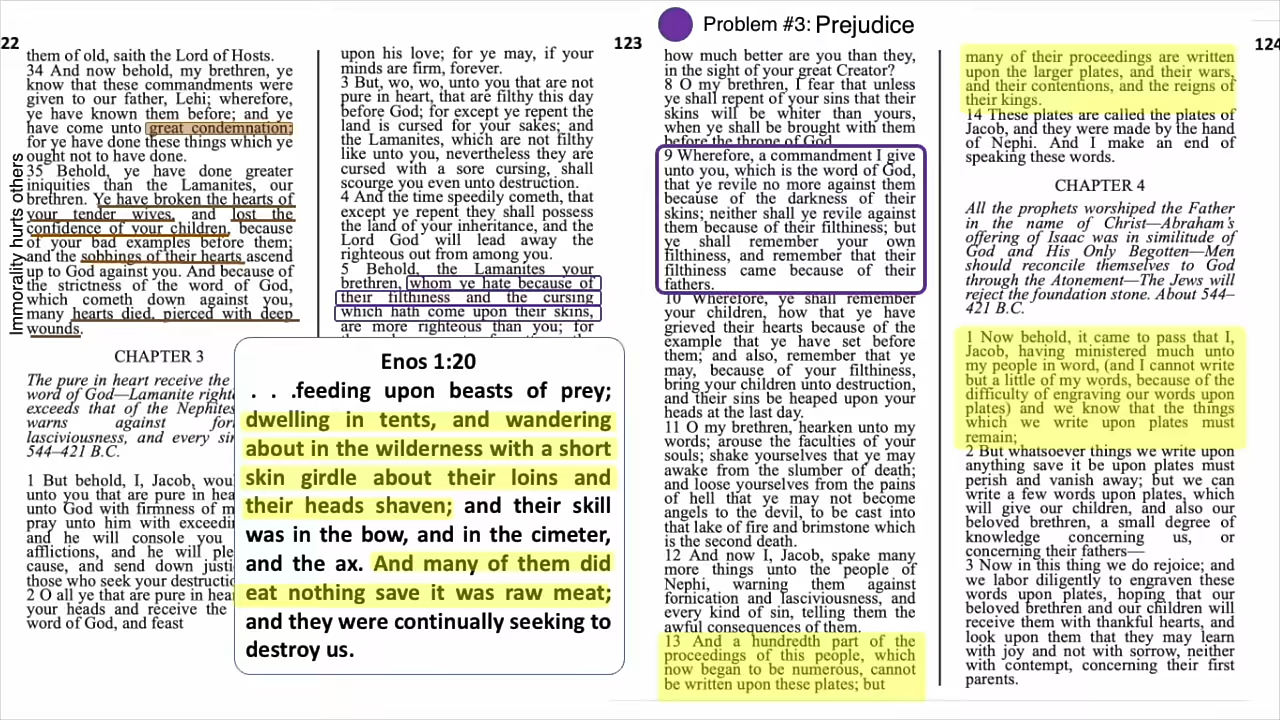 Problem #3: Prejudice
22
them of old, saith the Lord of Hosts.
34 And now behold, my brethren, ye
know that these commandments were
given to our father, Lehi; wherefore,
ye have known them before; and ye
have come unto great condemnation;
for ye have done these things which ye
ought not to have done.
35 Behold, ye have done greater
iniquities than the Lamanites, our
brethren. Ye have broken the hearts of
your tender wives, and lost the
confidence of your children, because
of your bad examples before them;
and the sobbings of their hearts ascend
up to God against you. And because of
the strictness of the word of God,
which cometh down against you,
many hearts died, pierced with deep
wounds.
Immorality hurts others
CHAPTER 3
The pure in heart receive the
word of God—Lamanite right
exceeds that of the Nephites
warns against for
lasciviousness, and every sin
544–421 B.C.
1 But behold, I, Jacob, wou
unto you that are pure in hea
unto God with firmness of m
pray unto him with exceedi
and he will console you
afflictions, and he will ple
cause, and send down justi
those who seek your destructio
2 O all ye that are pure in hea
your heads and receive the
word of God, and feast
123
upon his love; for ye may, if your
minds are firm, forever.
3 But, wo, wo, unto you that are not
pure in heart, that are filthy this day
before God; for except ye repent the
land is cursed for your sakes; and
the Lamanites, which are not filthy
like unto you, nevertheless they are
cursed with a sore cursing, shall
scourge you even unto destruction.
4 And the time speedily cometh, that
except ye repent they shall possess
the land of your inheritance, and the
Lord God will lead away the
righteous out from among you.
5 Behold, the Lamanites your
brethren, whom ye hate because of
their filthiness and the cursing
which hath come upon their skins,
are more righteous than you; for
Enos 1:20
. . .feeding upon beasts of prey;
dwelling in tents, and wandering
about in the wilderness with a short
skin girdle about their loins and
their heads shaven; and their skill
was in the bow, and in the cimeter,
and the ax. And many of them did
eat nothing save it was raw meat;
and they were continually seeking to
destroy us.
how much better are you than they,
in the sight of your great Creator?
8 O my brethren, I fear that unless
ye shall repent of your sins that their
skins will be whiter than yours,
when ye shall be brought with them
before the throne of God.
9 Wherefore, a commandment I give
unto you, which is the word of God,
that ye revile no more against them
because of the darkness of their
skins; neither shall ye revile against
them because of their filthiness; but
ye shall remember your own
filthiness, and remember that their
filthiness came because of their
fathers.
10 Wherefore, ye shall remember
your children, how that ye have
grieved their hearts because of the
example that ye have set before
them; and also, remember that ye
may, because of your filthiness,
bring your children unto destruction,
and their sins be heaped upon your
heads at the last day.
11 O my brethren, hearken unto my
words; arouse the faculties of your
souls; shake yourselves that ye may
awake from the slumber of death;
and loose yourselves from the pains
of hell that ye may not become
angels to the devil, to be cast into
that lake of fire and brimstone which
is the second death.
12 And now I, Jacob, spake many
more things unto the people of
Nephi, warning them against
fornication and lasciviousness, and
every kind of sin, telling them the
awful consequences of them.
13 And a hundredth part of the
proceedings of this people, which
now began to be numerous, cannot
be written upon these plates; but
124
many of their proceedings are written
upon the larger plates, and their wars,
and their contentions, and the reigns of
their kings.
14 These plates are called the plates of
Jacob, and they were made by the hand
of Nephi. And I make an end of
speaking these words.
CHAPTER 4
All the prophets worshiped the Father
in the name of Christ—Abraham's
offering of Isaac was in similitude of
God and His Only Begotten—Men
should reconcile themselves to God
through the Atonement—The Jews will
reject the foundation stone. About 544–
421 B.C.
1 Now behold, it came to pass that I,
Jacob, having ministered much unto
my people in word, (and I cannot write
but a little of my words, because of the
difficulty of engraving our words upon
plates) and we know that the things
which we write upon plates must
remain;
2 But whatsoever things we write upon
anything save it be upon plates must
perish and vanish away; but we can
write a few words upon plates, which
will give our children, and also our
beloved brethren, a small degree of
knowledge concerning us, or
concerning their fathers—
3 Now in this thing we do rejoice; and
we labor diligently to engraven these
words upon plates, hoping that our
beloved brethren and our children will
receive them with thankful hearts, and
look upon them that they may learn
with joy and not with sorrow, neither
with contempt, concerning their first
parents.